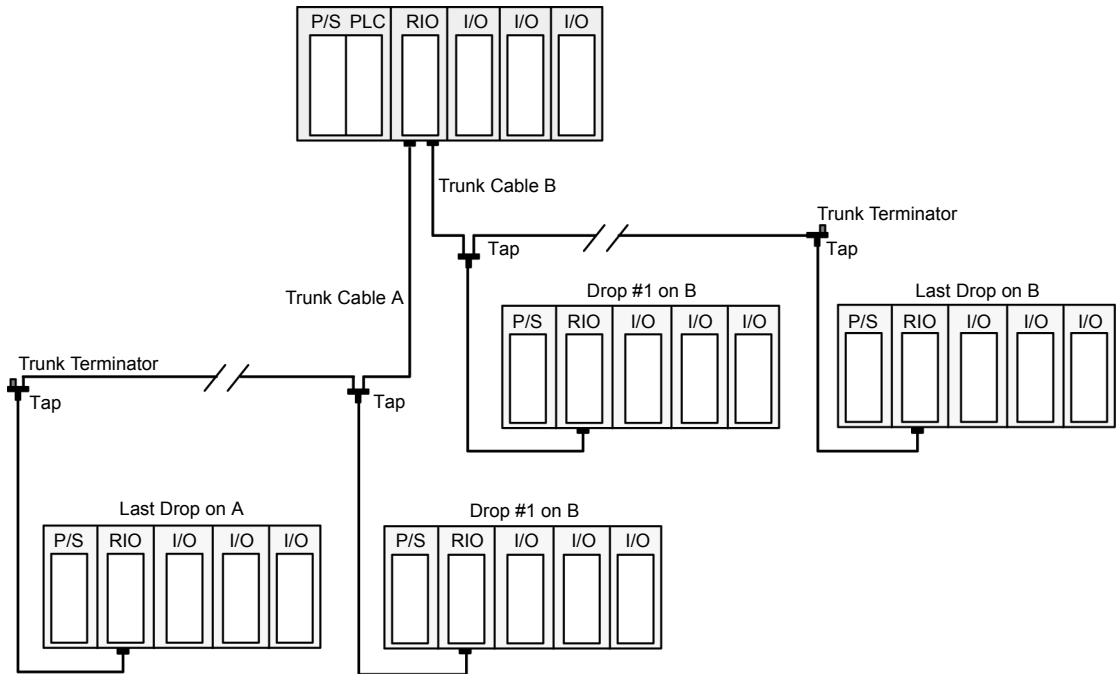 P/S PLC RIO I/O I/O I/O
Trunk Cable B
Trunk Terminator
Tap
Tap
Trunk Cable A
Drop #1 on B
Last Drop on B
P/S RIO I/O I/O I/O
P/S RIO I/O I/O I/O
Trunk Terminator
Tap
Tap
Last Drop on A
Drop #1 on B
P/S RIO I/O I/O I/O
P/S RIO I/O I/O I/O